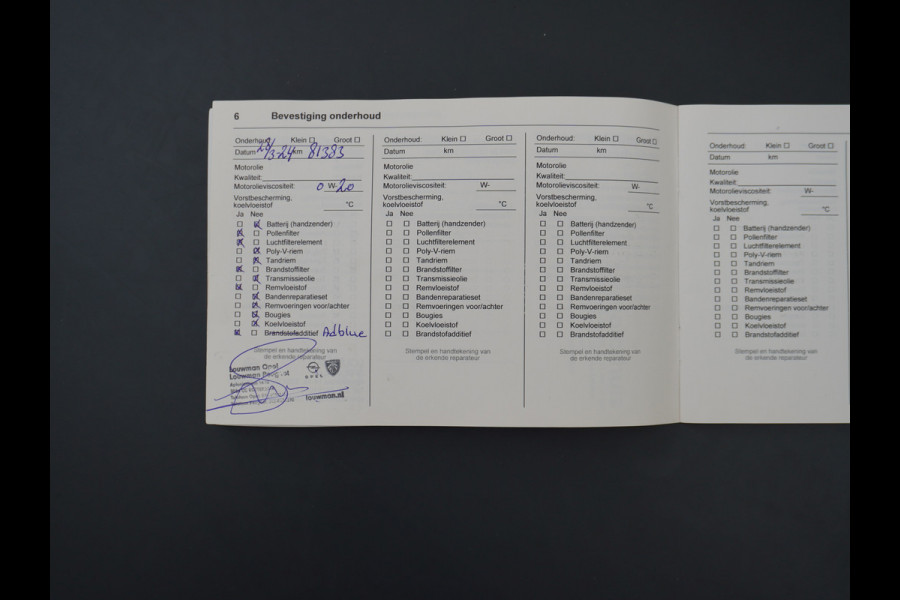 6 Bevestiging onderhoud
Onderhoud: Klein ☐ Groot ☐
Datum 28/3-24 km 81383
Motorolie
Kwaliteit:
Motorolieviscositeit: 0 W-20
Vorstbescherming,
koelvloeistof °C
Ja Nee
Batterij (handzender)
Pollenfilter
Luchtfilterelement
Poly-V-riem
Tandriem
Brandstoffilter
Transmissieolie
Remvloeistof
Bandenreparatieset
Remvoeringen voor/achter
Bougies
Koelvloeistof
Brandstofadditief Adblue
Stempel en handtekening van
de erkende reparateur
Louwman Opel
Louwman
OPEL
louwman.nl
Onderhoud: Klein ☐ Groot ☐
Datum km
Motorolie
Kwaliteit:
Motorolieviscositeit: W-
Vorstbescherming,
koelvloeistof °C
Ja Nee
Batterij (handzender)
Pollenfilter
Luchtfilterelement
Poly-V-riem
Tandriem
Brandstoffilter
Transmissieolie
Remvloeistof
Bandenreparatieset
Remvoeringen voor/achter
Bougies
Koelvloeistof
Brandstofadditief
Stempel en handtekening van
de erkende reparateur
Onderhoud: Klein ☐ Groot ☐
Datum km
Motorolie
Kwaliteit:
Motorolieviscositeit: W-
Vorstbescherming,
koelvloeistof °C
Ja Nee
Batterij (handzender)
Pollenfilter
Luchtfilterelement
Poly-V-riem
Tandriem
Brandstoffilter
Transmissieolie
Remvloeistof
Bandenreparatieset
Remvoeringen voor/achter
Bougies
Koelvloeistof
Brandstofadditief
Stempel en handtekening van
de erkende reparateur
Onderhoud: Klein ☐ Groot ☐
Datum km
Motorolie
Kwaliteit:
Motorolieviscositeit: W-
Vorstbescherming,
koelvloeistof °C
Ja Nee
Batterij (handzender)
Pollenfilter
Luchtfilterelement
Poly-V-riem
Tandriem
Brandstoffilter
Transmissieolie
Remvloeistof
Bandenreparatieset
Remvoeringen voor/achter
Bougies
Koelvloeistof
Brandstofadditief
Stempel en handtekening van
de erkende reparateur